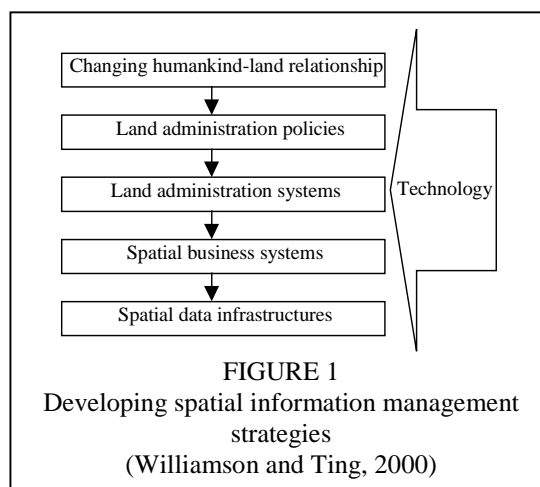 Changing humankind-land relationship
Land administration policies
Land administration systems
Technology
Spatial business systems
Spatial data infrastructures
FIGURE 1
Developing spatial information management
strategies
(Williamson and Ting, 2000)